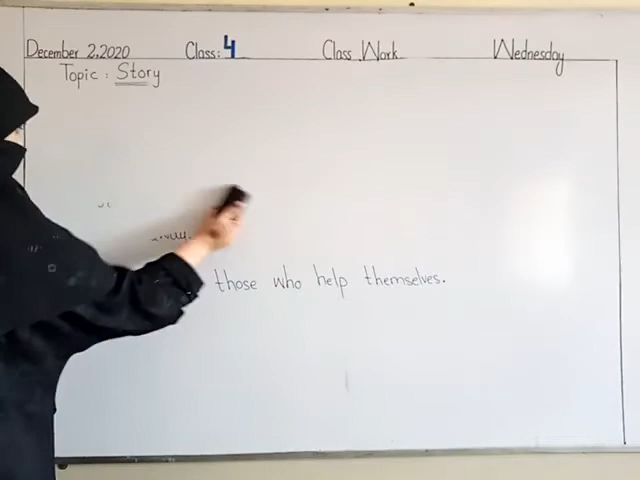 December 2,2020 Class: 4 Class Work Wednesday
Topic : Story
those who help themselves.